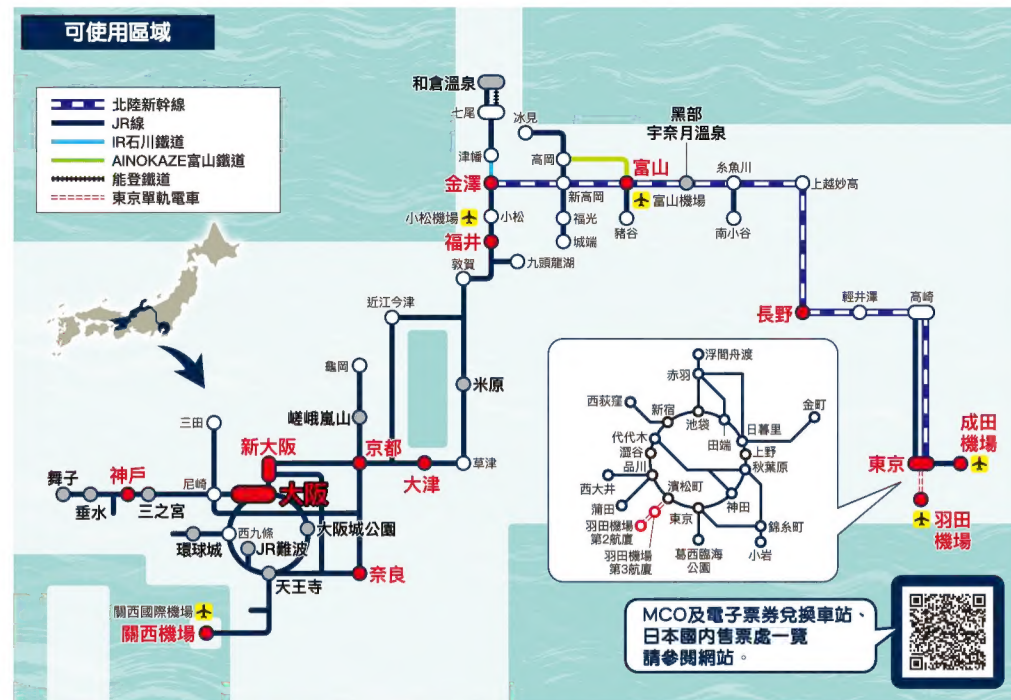 可使用區域
北陸新幹線
JR線
IR石川鐵道
AINOKAZE富山鐵道
能登鐵道
東京單軌電車
和倉溫泉
七尾
津幡
金澤
冰見
高岡
新高岡
富山
富山機場
黑部
宇奈月溫泉
糸魚川
上越妙高
小松機場
小松
福光
城端
豬谷
南小谷
福井
九頭龍湖
敦賀
近江今津
長野
輕井澤
高崎
龜岡
米原
嵯峨嵐山
三田
新大阪
京都
大津
草津
舞子
神戶
尼崎
大阪
垂水
三之宮
西九條
大阪城公園
環球城
JR難波
天王寺
奈良
關西國際機場
關西機場
浮間舟渡
赤羽
西荻窪
新宿
池袋
田端
金町
日暮里
代代木
澀谷
上野
品川
秋葉原
西大井
濱松町
神田
蒲田
東京
錦糸町
羽田機場
第2航廈
羽田機場
第3航廈
葛西臨海
公園
小岩
東京
成田
機場
羽田
機場
MCO及電子票券兌換車站、
日本國內售票處一覽
請參閱網站。